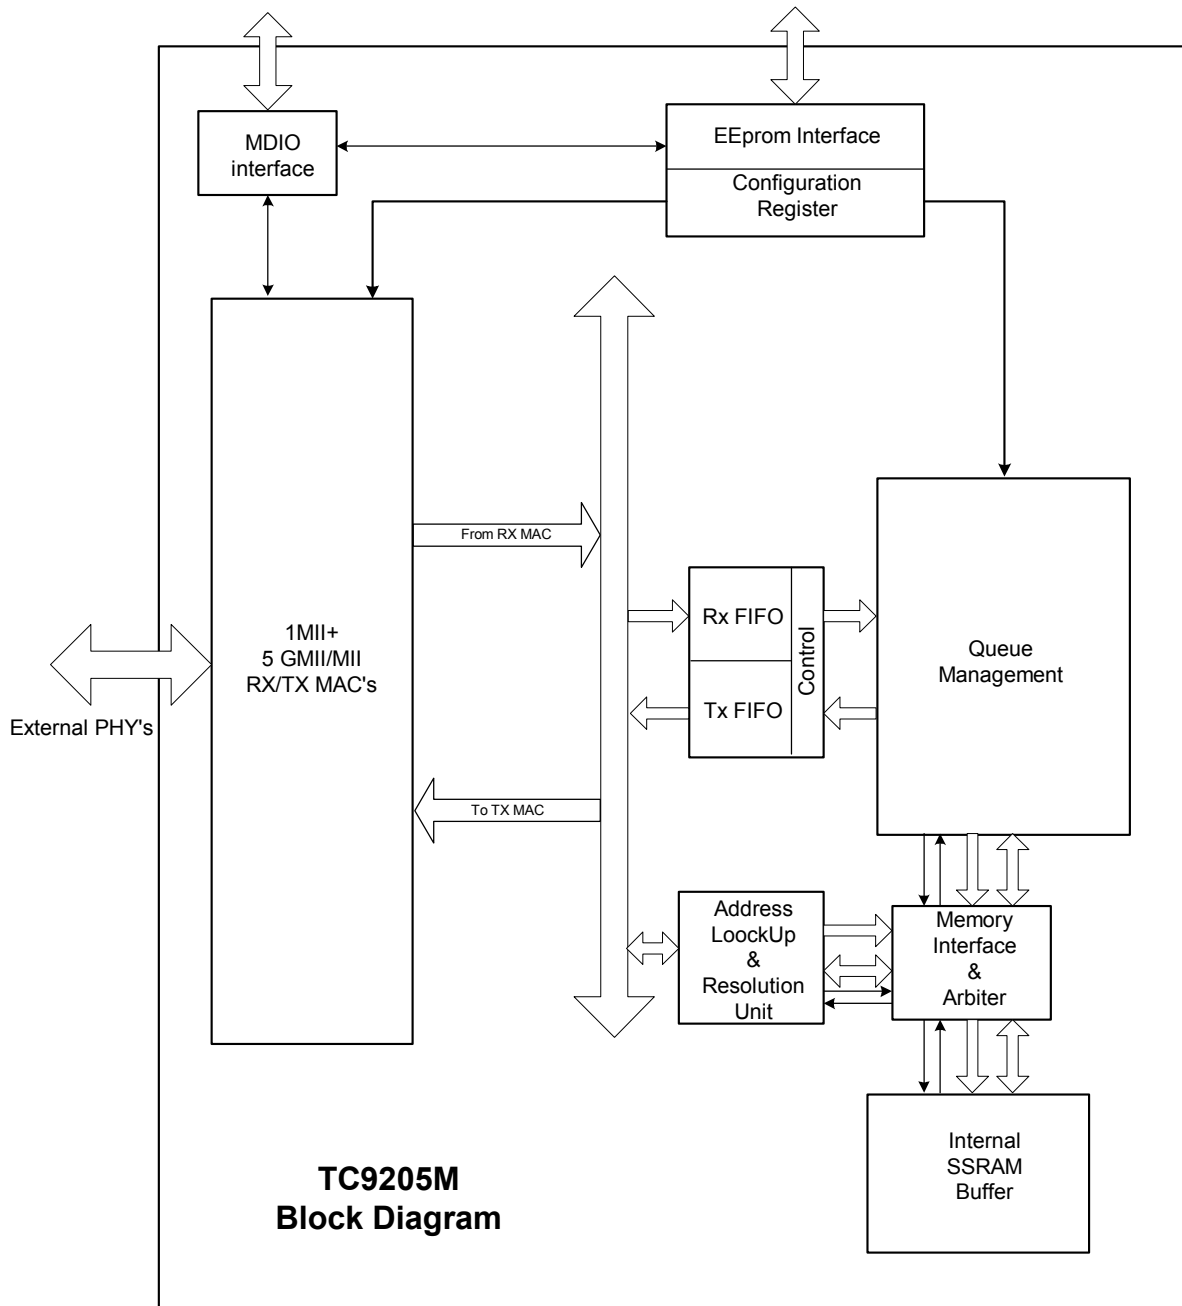 MDIO
interface
EEprom Interface
Configuration
Register
From RX MAC
1MII+
5 GMII/MII
RX/TX MAC's
External PHY's
To TX MAC
Rx FIFO
Tx FIFO
Control
Queue
Management
Address
LoockUp
&
Resolution
Unit
Memory
Interface
&
Arbiter
Internal
SSRAM
Buffer
TC9205M
Block Diagram